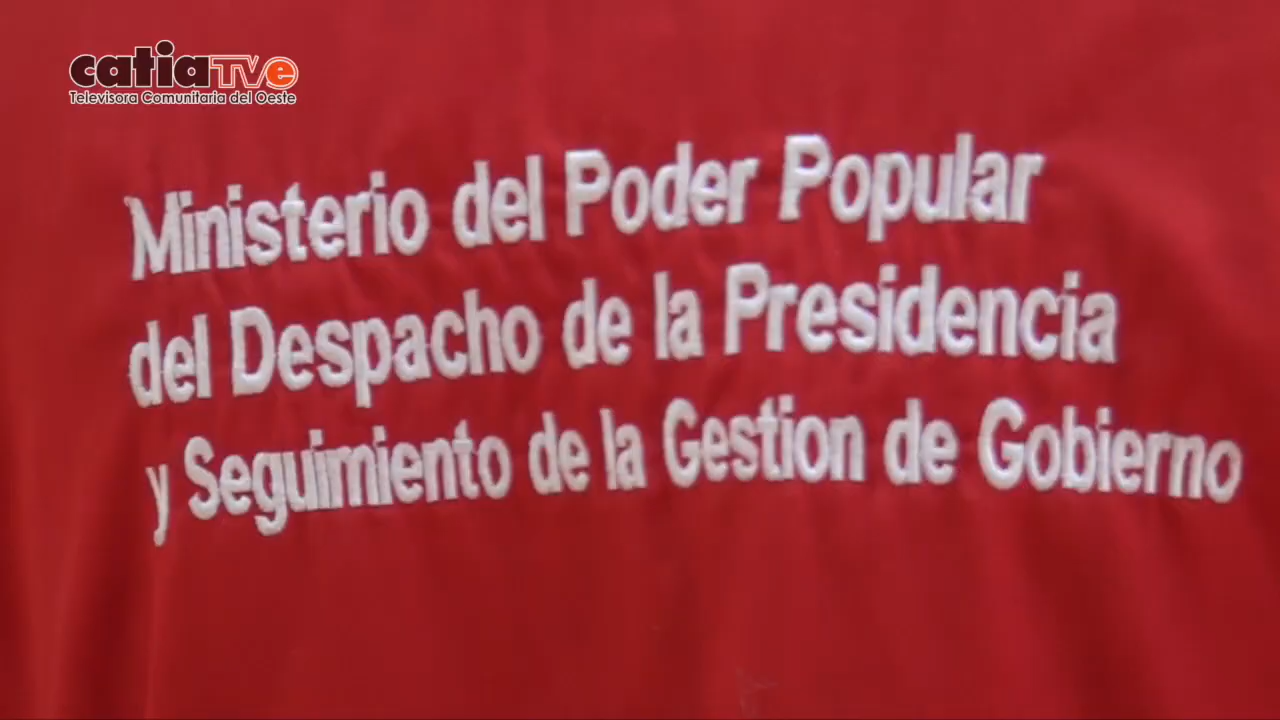 catiaTVe
Televisora Comunitaria del Oeste
Ministerio del Poder Popular
del Despacho de la Presidencia
y Seguimiento de la Gestion de Gobierno